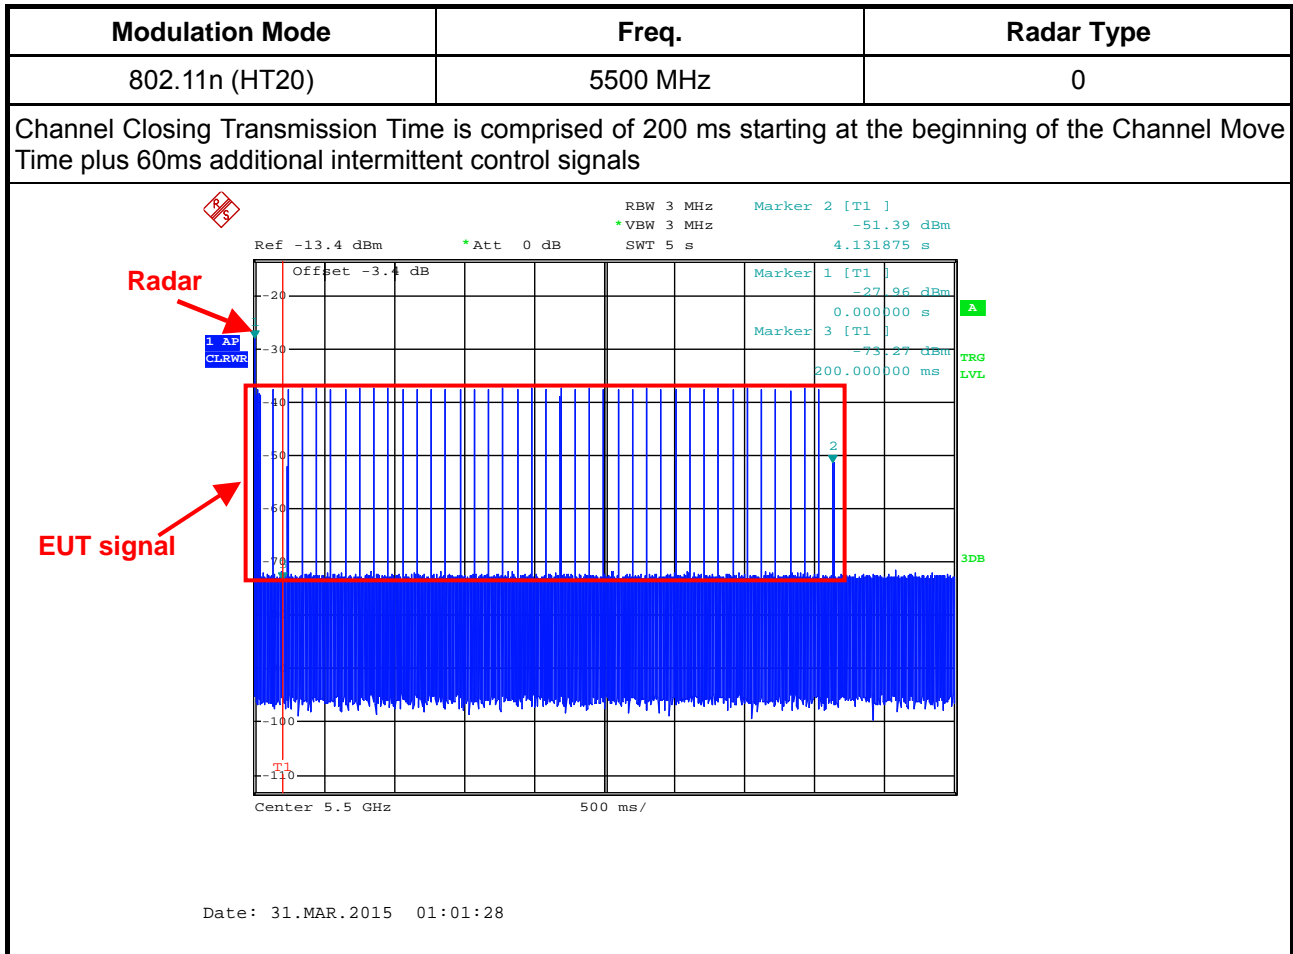 Modulation Mode Freq. Radar Type
802.11n (HT20) 5500 MHz 0
Channel Closing Transmission Time is comprised of 200 ms starting at the beginning of the Channel Move
Time plus 60ms additional intermittent control signals
R S
RBW 3 MHz Marker 2 [T1 ]
*VBW 3 MHz -51.39 dBm
Ref -13.4 dBm *Att 0 dB SWT 5 s 4.131875 s
Offset -3.4 dB Marker 1 [T1 ]
Radar
-20 -27.96 dBm
0.000000 s A
1
Marker 3 [T1 ]
1 AP
CLRWR
-30 -73.27 dBm TRG
200.000000 ms LVL
-40
2
-50
-60
EUT signal
-70 3DB
-100
T1
-110
Center 5.5 GHz 500 ms/
Date: 31.MAR.2015 01:01:28